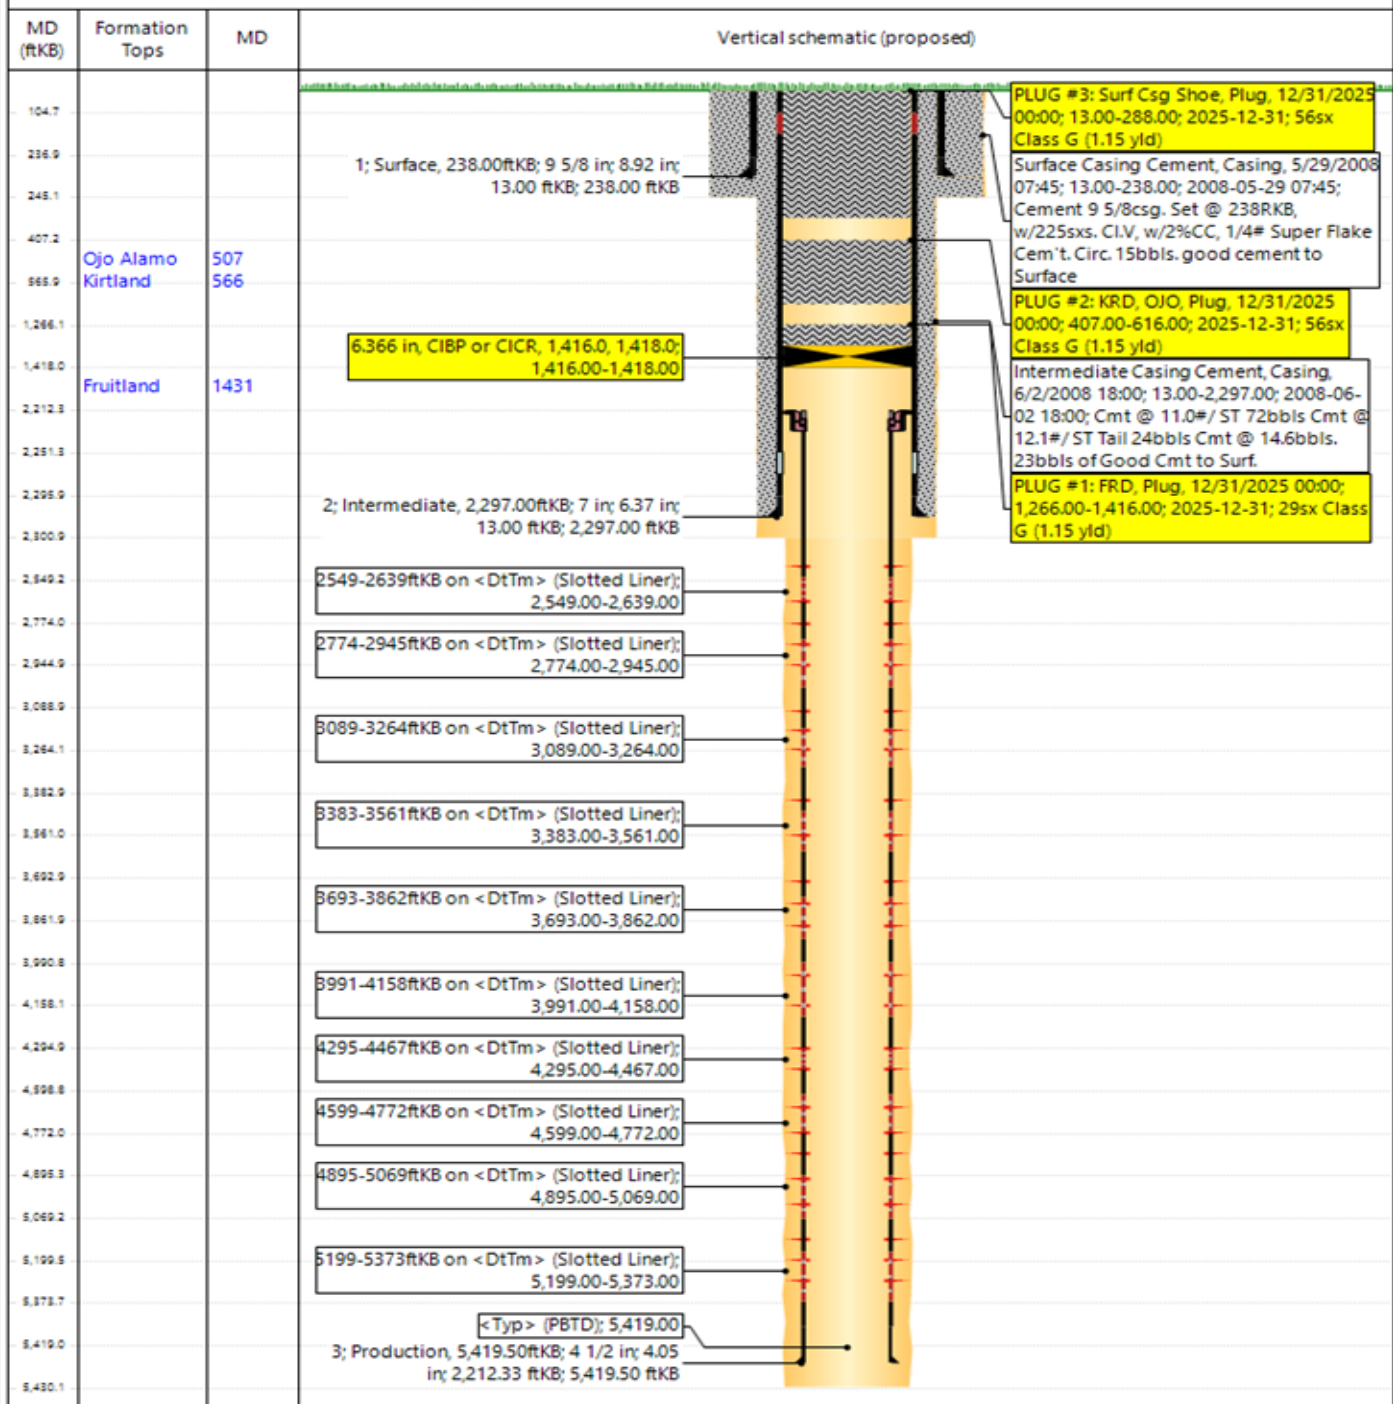 MD
(ftKB)
Formation
Tops
MD
Vertical schematic (proposed)
104.7
236.9
245.1
407.2
565.9
1,266.1
1,418.0
2,212.3
2,251.3
2,295.9
2,300.9
2,549.2
2,774.0
2,944.9
3,088.9
3,264.1
3,382.9
3,561.0
3,692.9
3,861.9
3,990.8
4,158.1
4,294.9
4,598.8
4,772.0
4,895.3
5,069.2
5,199.5
5,373.7
5,419.0
5,430.1
Ojo Alamo 507
Kirtland 566
Fruitland 1431
1; Surface, 238.00ftKB; 9 5/8 in; 8.92 in;
13.00 ftKB; 238.00 ftKB
6.366 in, CIBP or CICR, 1,416.0, 1,418.0;
1,416.00-1,418.00
2; Intermediate, 2,297.00ftKB; 7 in; 6.37 in;
13.00 ftKB; 2,297.00 ftKB
2549-2639ftKB on <DtTm> (Slotted Liner);
2,549.00-2,639.00
2774-2945ftKB on <DtTm> (Slotted Liner);
2,774.00-2,945.00
3089-3264ftKB on <DtTm> (Slotted Liner);
3,089.00-3,264.00
3383-3561ftKB on <DtTm> (Slotted Liner);
3,383.00-3,561.00
3693-3862ftKB on <DtTm> (Slotted Liner);
3,693.00-3,862.00
3991-4158ftKB on <DtTm> (Slotted Liner);
3,991.00-4,158.00
4295-4467ftKB on <DtTm> (Slotted Liner);
4,295.00-4,467.00
4599-4772ftKB on <DtTm> (Slotted Liner);
4,599.00-4,772.00
4895-5069ftKB on <DtTm> (Slotted Liner);
4,895.00-5,069.00
5199-5373ftKB on <DtTm> (Slotted Liner);
5,199.00-5,373.00
<Typ> (PBTD); 5,419.00
3; Production, 5,419.50ftKB; 4 1/2 in; 4.05
in; 2,212.33 ftKB; 5,419.50 ftKB
PLUG #3: Surf Csg Shoe, Plug, 12/31/2025
00:00; 13.00-288.00; 2025-12-31; 56sx
Class G (1.15 yld)
Surface Casing Cement, Casing, 5/29/2008
07:45; 13.00-238.00; 2008-05-29 07:45;
Cement 9 5/8csg. Set @ 238RKB,
w/225sxs. Cl.V, w/2%CC, 1/4# Super Flake
Cem't. Circ. 15bbls. good cement to
Surface
PLUG #2: KRD, OJO, Plug, 12/31/2025
00:00; 407.00-616.00; 2025-12-31; 56sx
Class G (1.15 yld)
Intermediate Casing Cement, Casing,
6/2/2008 18:00; 13.00-2,297.00; 2008-06-
02 18:00; Cmt @ 11.0#/ ST 72bbls Cmt @
12.1#/ ST Tail 24bbls Cmt @ 14.6bbls.
23bbls of Good Cmt to Surf.
PLUG #1: FRD, Plug, 12/31/2025 00:00;
1,266.00-1,416.00; 2025-12-31; 29sx Class
G (1.15 yld)